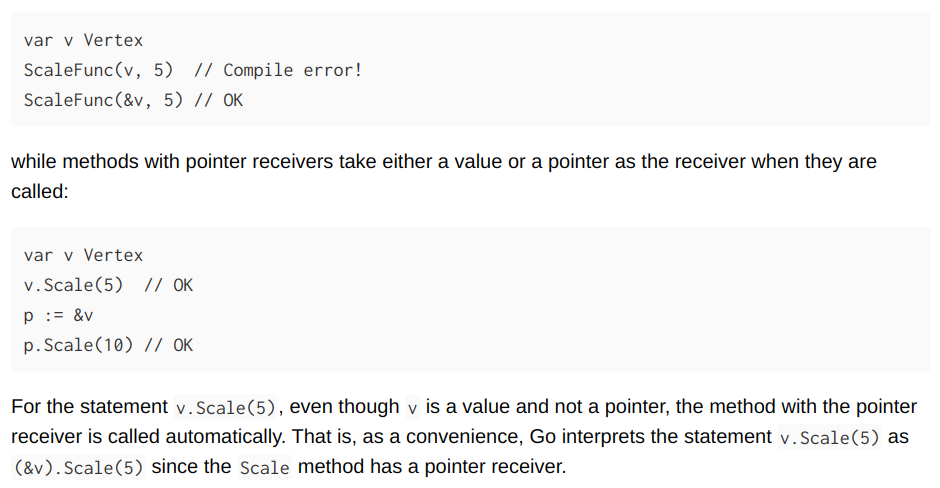 var v Vertex
ScaleFunc(v, 5)  // Compile error!
ScaleFunc(&v, 5) // OK
while methods with pointer receivers take either a value or a pointer as the receiver when they are
called:
var v Vertex
v.Scale(5)  // OK
p := &v
p.Scale(10) // OK
For the statement v.Scale(5), even though v is a value and not a pointer, the method with the pointer
receiver is called automatically. That is, as a convenience, Go interprets the statement v.Scale(5) as
(&v).Scale(5) since the Scale method has a pointer receiver.